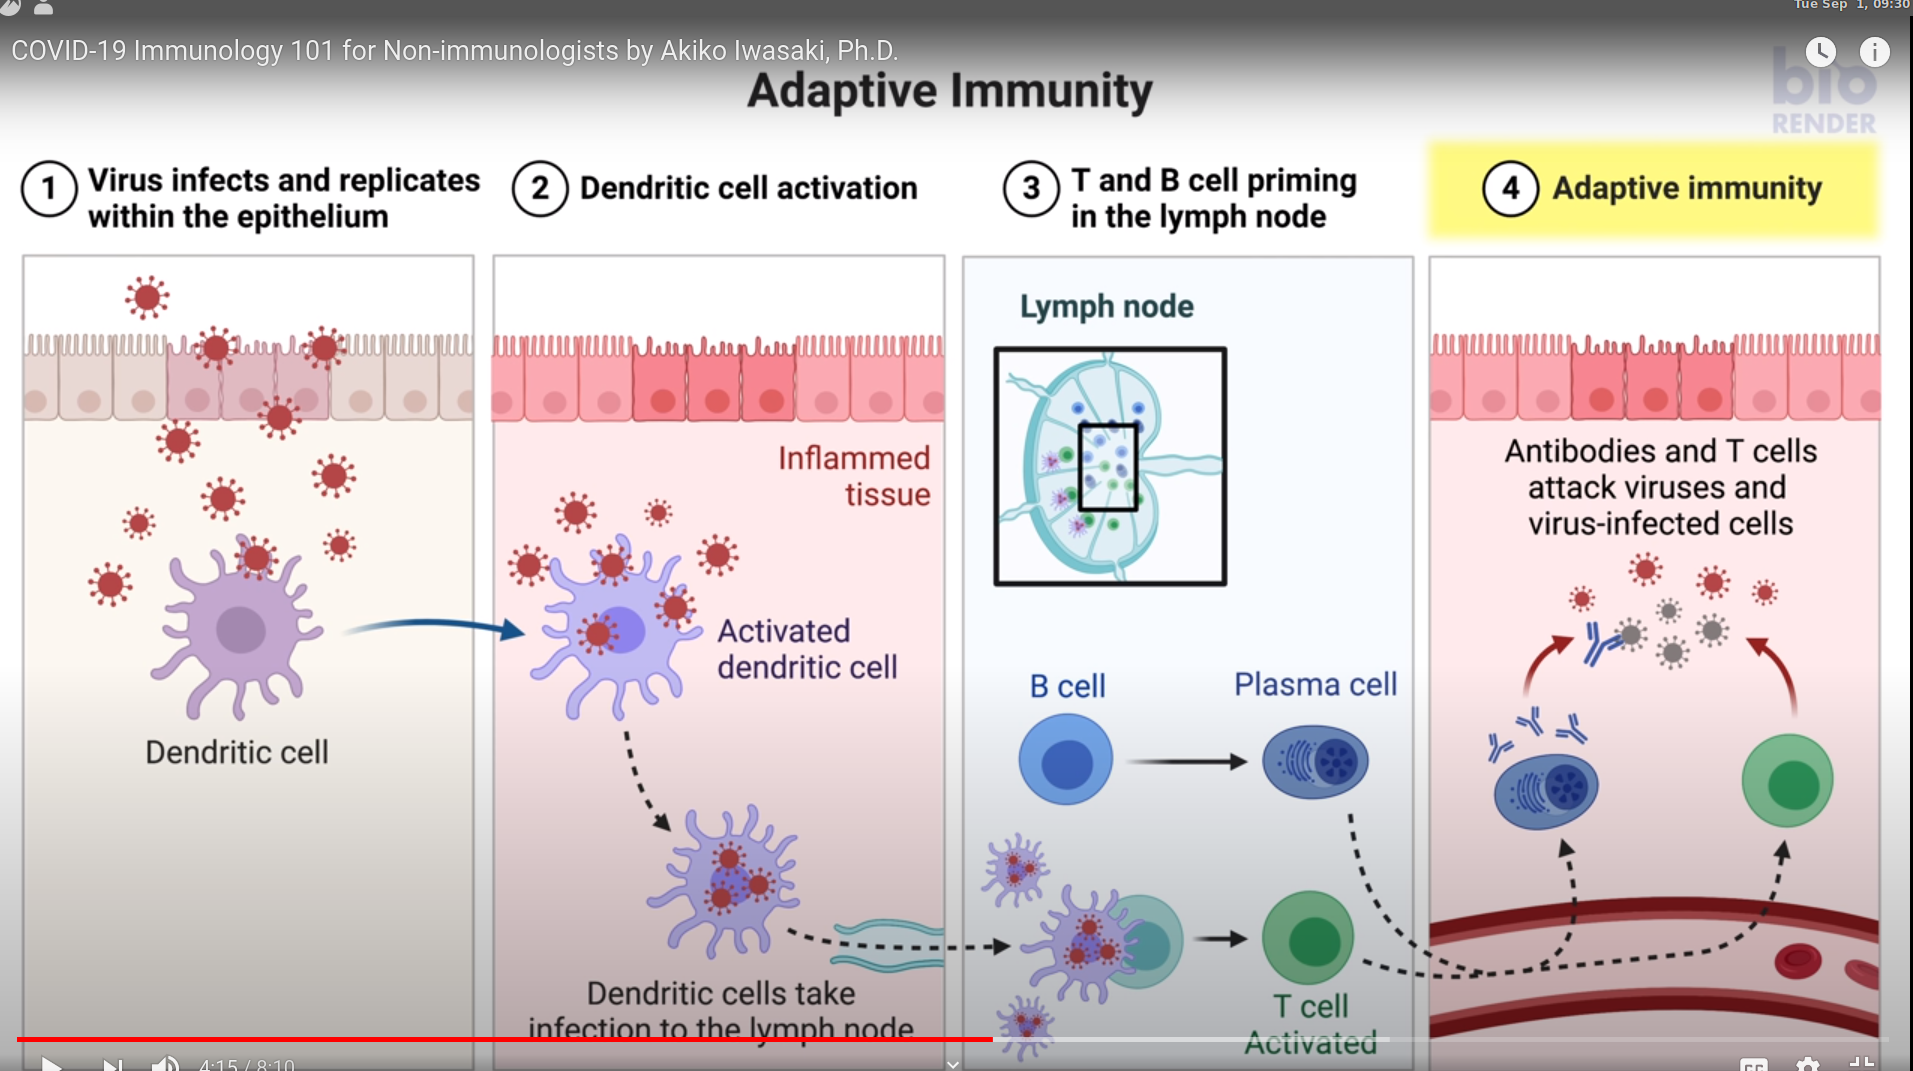 Tue Sep 1, 09:30
COVID-19 Immunology 101 for Non-immunologists by Akiko Iwasaki, Ph.D.
Adaptive Immunity
bio
RENDER
1 Virus infects and replicates
within the epithelium
2 Dendritic cell activation
3 T and B cell priming
in the lymph node
4 Adaptive immunity
Dendritic cell
Inflammed
tissue
Activated
dendritic cell
Dendritic cells take
infection to the lymph node
Lymph node
B cell
Plasma cell
T cell
Activated
Antibodies and T cells
attack viruses and
virus-infected cells
4:15 / 8:10
CC